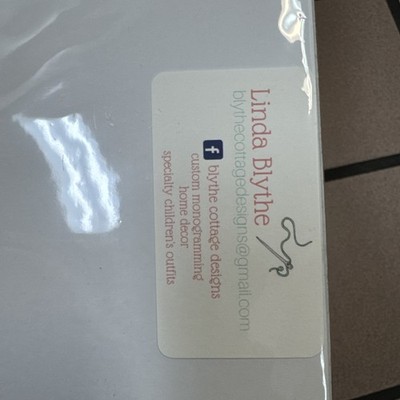 Linda Blythe
blythecottagedesigns@gmail.com
f blythe cottage designs
custom monogramming
home decor
specialty children's outfits